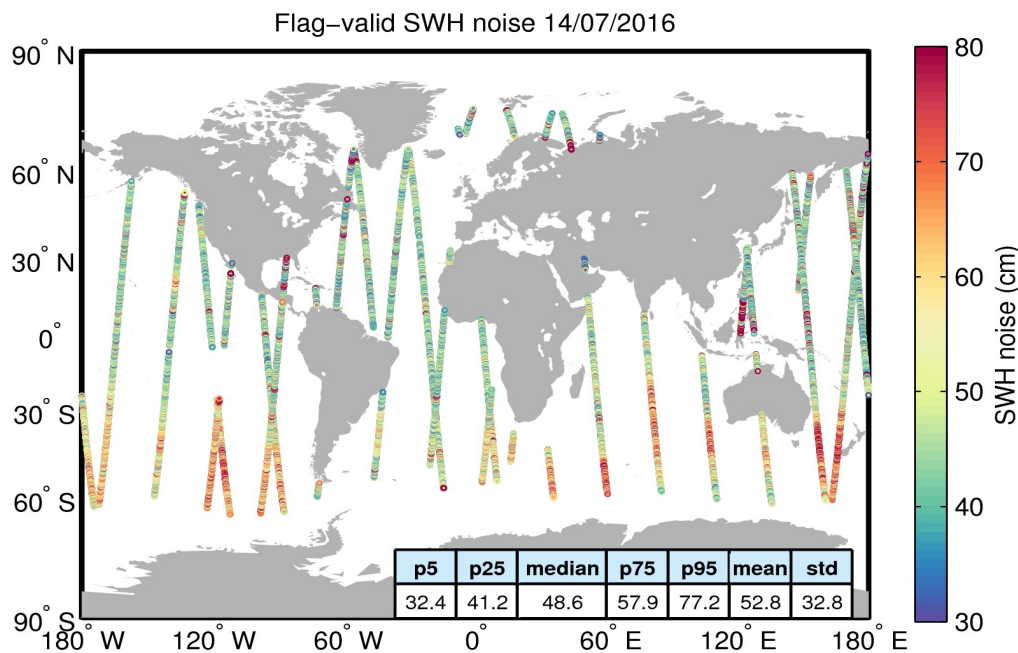 Flag−valid SWH noise 14/07/2016
90° N
60° N
30° N
0°
30° S
60° S
90° S
180° W
120° W
60° W
0°
60° E
120° E
180° E
p5 p25 median p75 p95 mean std
32.4 41.2 48.6 57.9 77.2 52.8 32.8
80
70
60
50
40
30
SWH noise (cm)